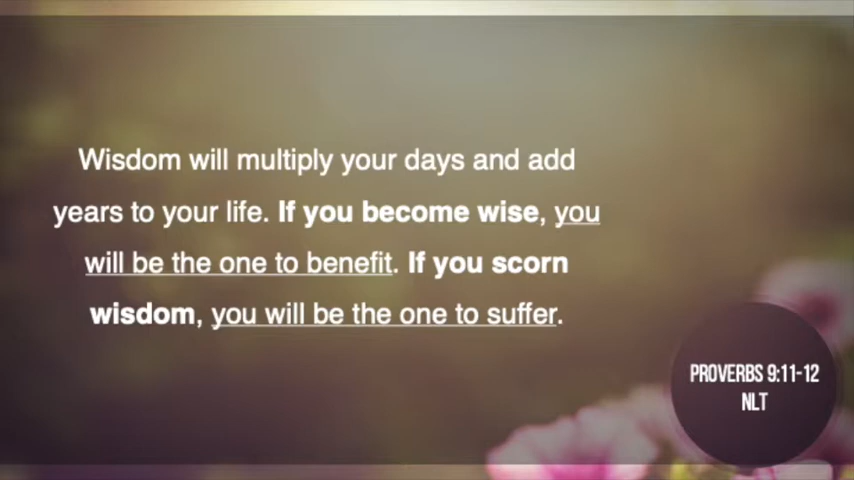 Wisdom will multiply your days and add
years to your life. If you become wise, you
will be the one to benefit. If you scorn
wisdom, you will be the one to suffer.
PROVERBS 9:11-12
NLT